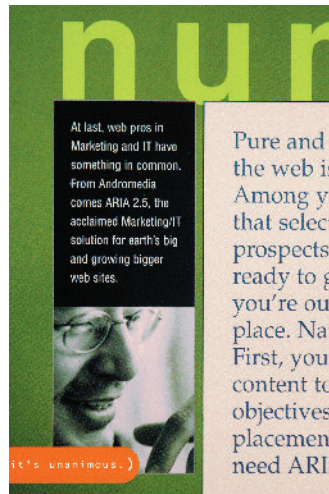 nun
At last, web pros in
Marketing and IT have
something in common.
From Andromedia
comes ARIA 2.5, the
acclaimed Marketing/IT
solution for earth's big
and growing bigger
web sites.
Pure and
the web is
Among y
that selec
prospects
ready to g
you're ou
place. Na
First, you
content to
objectives
placemen
need ARI
it's unanimous.)